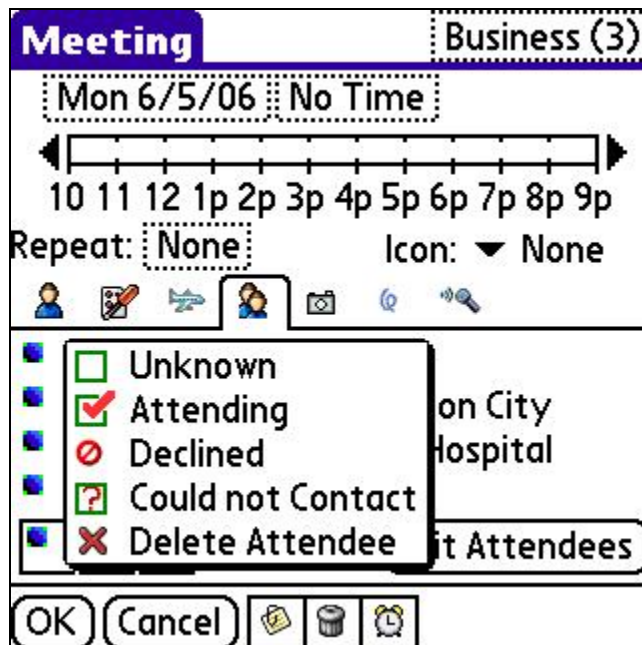 Meeting Business (3)
Mon 6/5/06 No Time
10 11 12 1p 2p 3p 4p 5p 6p 7p 8p 9p
Repeat: None Icon: None
Unknown
Attending on City
Declined Hospital
Could not Contact
Delete Attendee it Attendees
OK Cancel